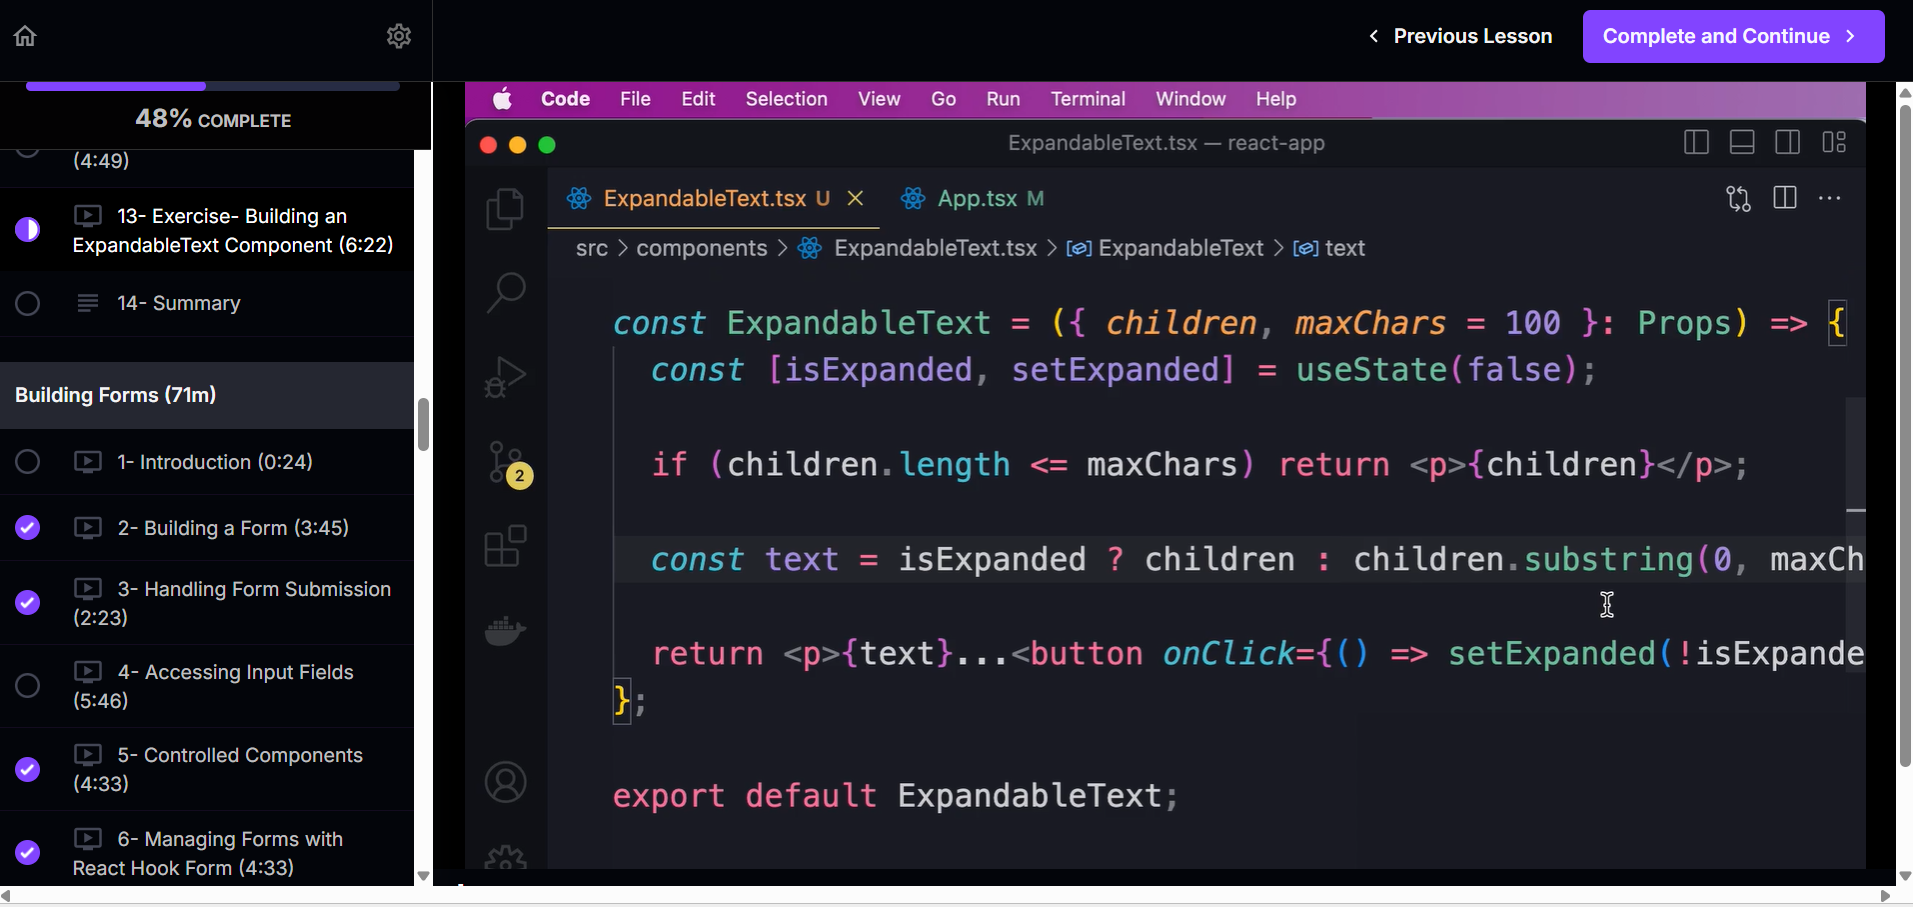 Previous Lesson
Complete and Continue
48% COMPLETE
(4:49)
13- Exercise- Building an
ExpandableText Component (6:22)
14- Summary
Building Forms (71m)
1- Introduction (0:24)
2- Building a Form (3:45)
3- Handling Form Submission
(2:23)
4- Accessing Input Fields
(5:46)
5- Controlled Components
(4:33)
6- Managing Forms with
React Hook Form (4:33)
Code File Edit Selection View Go Run Terminal Window Help
ExpandableText.tsx — react-app
ExpandableText.tsx U App.tsx M
src > components > ExpandableText.tsx > ExpandableText > text
const ExpandableText = ({ children, maxChars = 100 }: Props) => {
const [isExpanded, setExpanded] = useState(false);
if (children.length <= maxChars) return <p>{children}</p>;
const text = isExpanded ? children : children.substring(0, maxCh
return <p>{text}...<button onClick={() => setExpanded(!isExpande
};
export default ExpandableText;
2